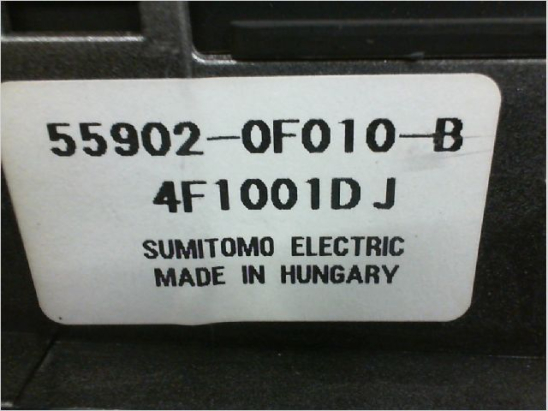 55902-0F010-B
4F1001DJ
SUMITOMO ELECTRIC
MADE IN HUNGARY